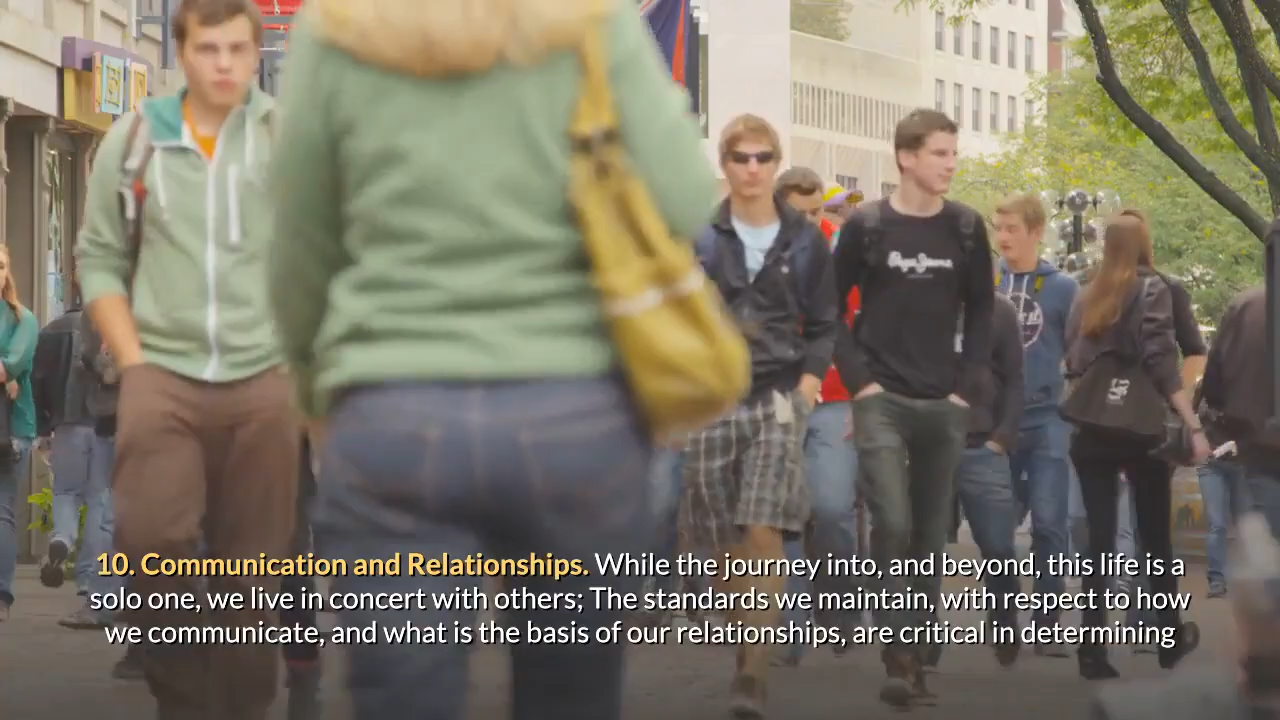 Pepe Jeans
10. Communication and Relationships. While the journey into, and beyond, this life is a
solo one, we live in concert with others; The standards we maintain, with respect to how
we communicate, and what is the basis of our relationships, are critical in determining